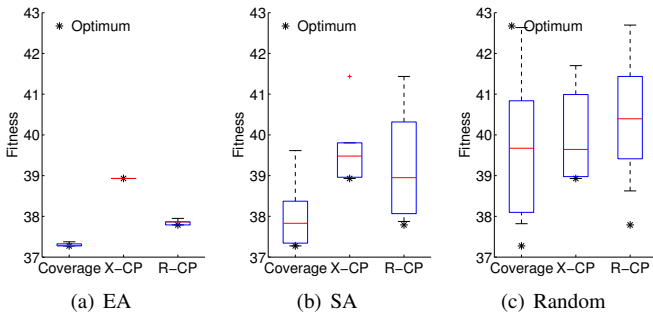 43
42
41
40
39
38
37
Fitness
* Optimum
Coverage X-CP R-CP
(a) EA
43
42
41
40
39
38
37
Fitness
* Optimum
Coverage X-CP R-CP
(b) SA
43
42
41
40
39
38
37
Fitness
* Optimum
Coverage X-CP R-CP
(c) Random